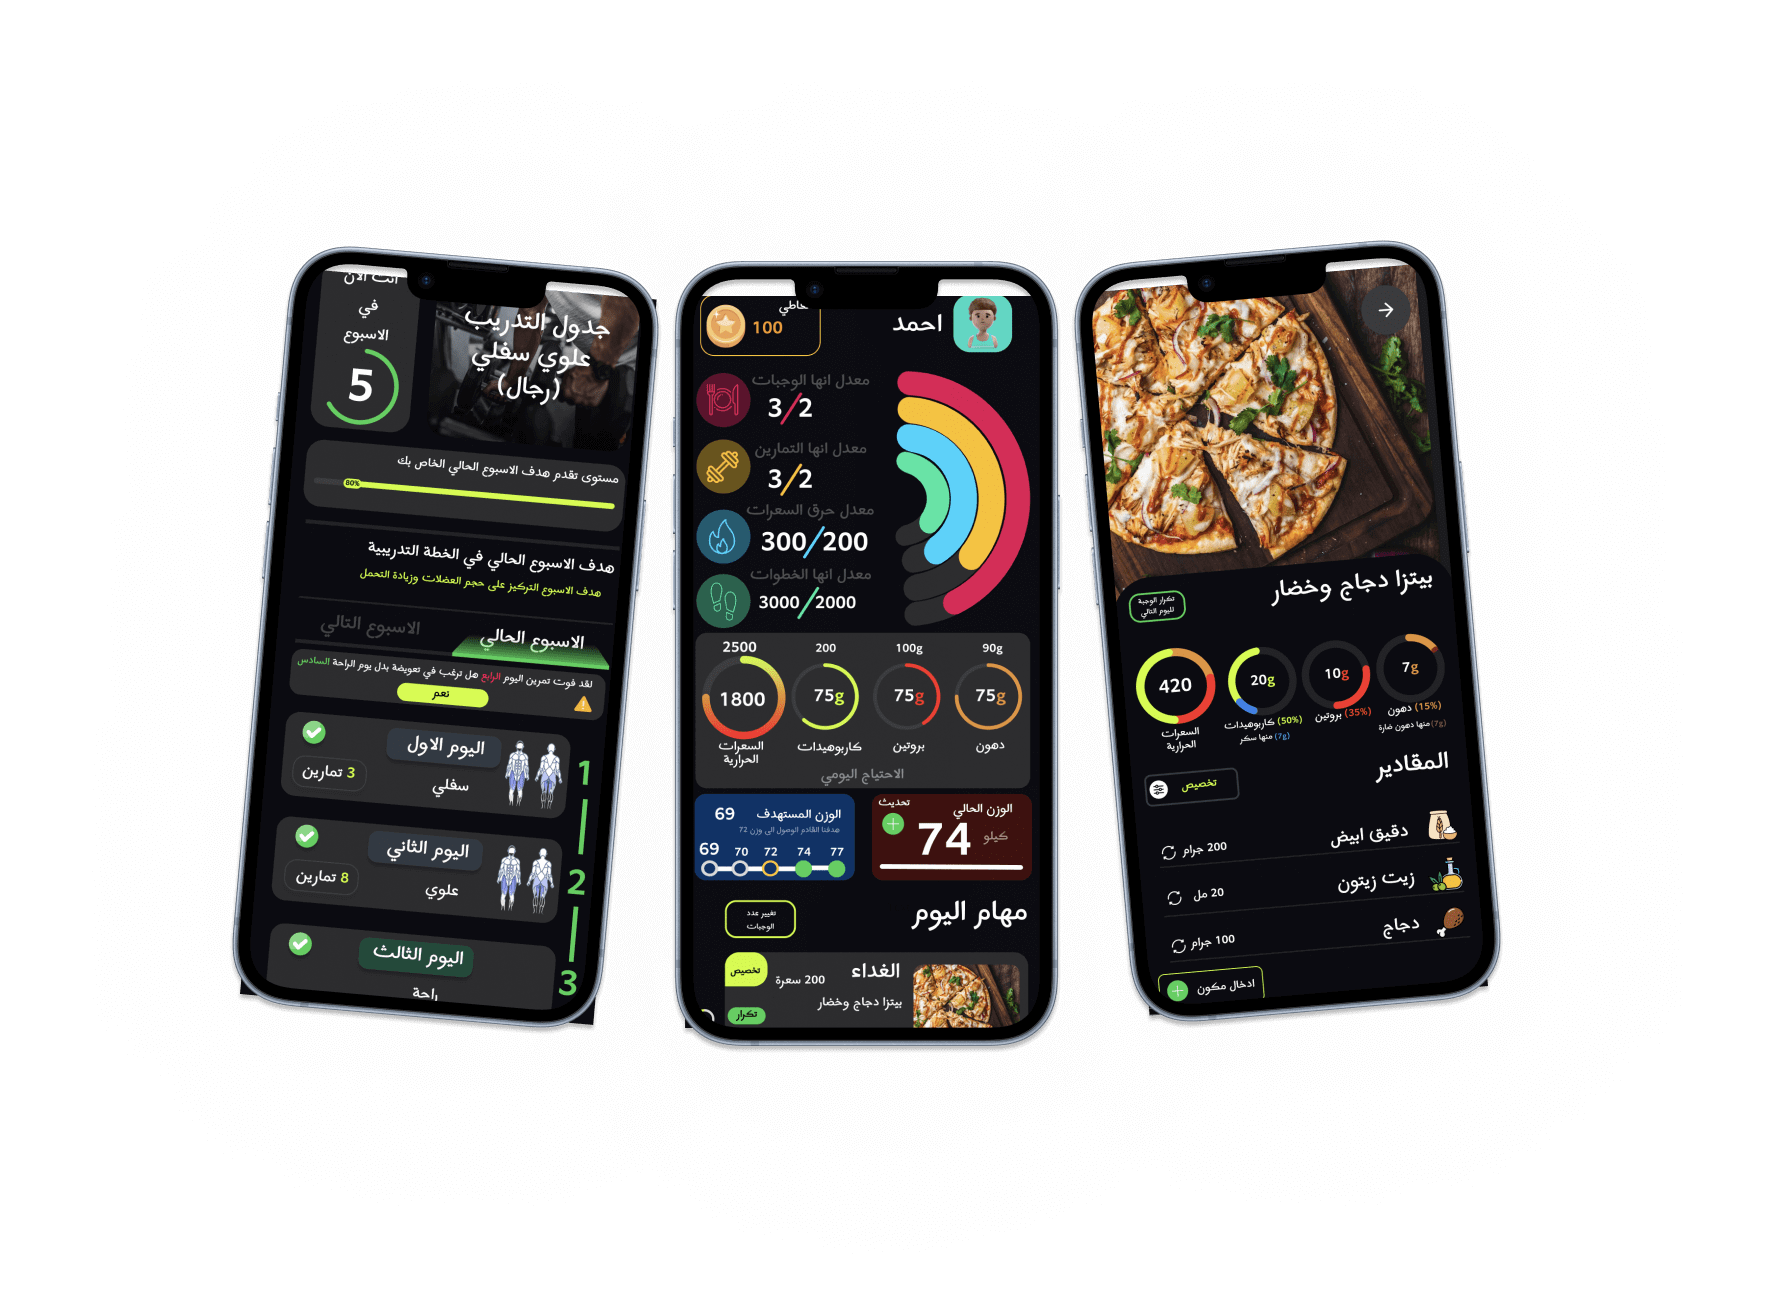 انت الآن
في
الاسبوع
5
جدول التدريب
علوي سفلي
(رجال)
مستوى تقدم هدف الاسبوع الحالي الخاص بك
80%
هدف الاسبوع الحالي في الخطة التدريبية
هدف الاسبوع التركيز على حجم العضلات وزيادة التحمل
الاسبوع الحالي
الاسبوع التالي
لقد فوت تمرين اليوم الرابع هل ترغب في تعويضة بدل يوم الراحة السادس
نعم
1
اليوم الاول
سفلي
3 تمارين
2
اليوم الثاني
علوي
8 تمارين
3
اليوم الثالث
راحة
احمد
100
معدل انها الوجبات
3/2
معدل انها التمارين
3/2
معدل حرق السعرات
300/200
معدل انها الخطوات
3000/2000
90g
75g
دهون
100g
75g
بروتين
200
75g
كاربوهيدات
2500
1800
السعرات
الحرارية
الاحتياج اليومي
الوزن الحالي
تحديث
74
كيلو
الوزن المستهدف 69
هدفنا القادم الوصول الى وزن 72
69 70 72 74 77
مهام اليوم
تغيير عدد
الوجبات
الغداء
200 سعرة
تخصيص
بيتزا دجاج وخضار
تكرار
بيتزا دجاج وخضار
تكرار الوجبة
لليوم التالي
7g
دهون (15%)
(7g) منها دهون ضارة
10g
بروتين (35%)
20g
كاربوهيدات (50%)
(7g) منها سكر
420
السعرات
الحرارية
المقادير
تخصيص
دقيق ابيض
200 جرام
زيت زيتون
20 مل
دجاج
100 جرام
ادخال مكون